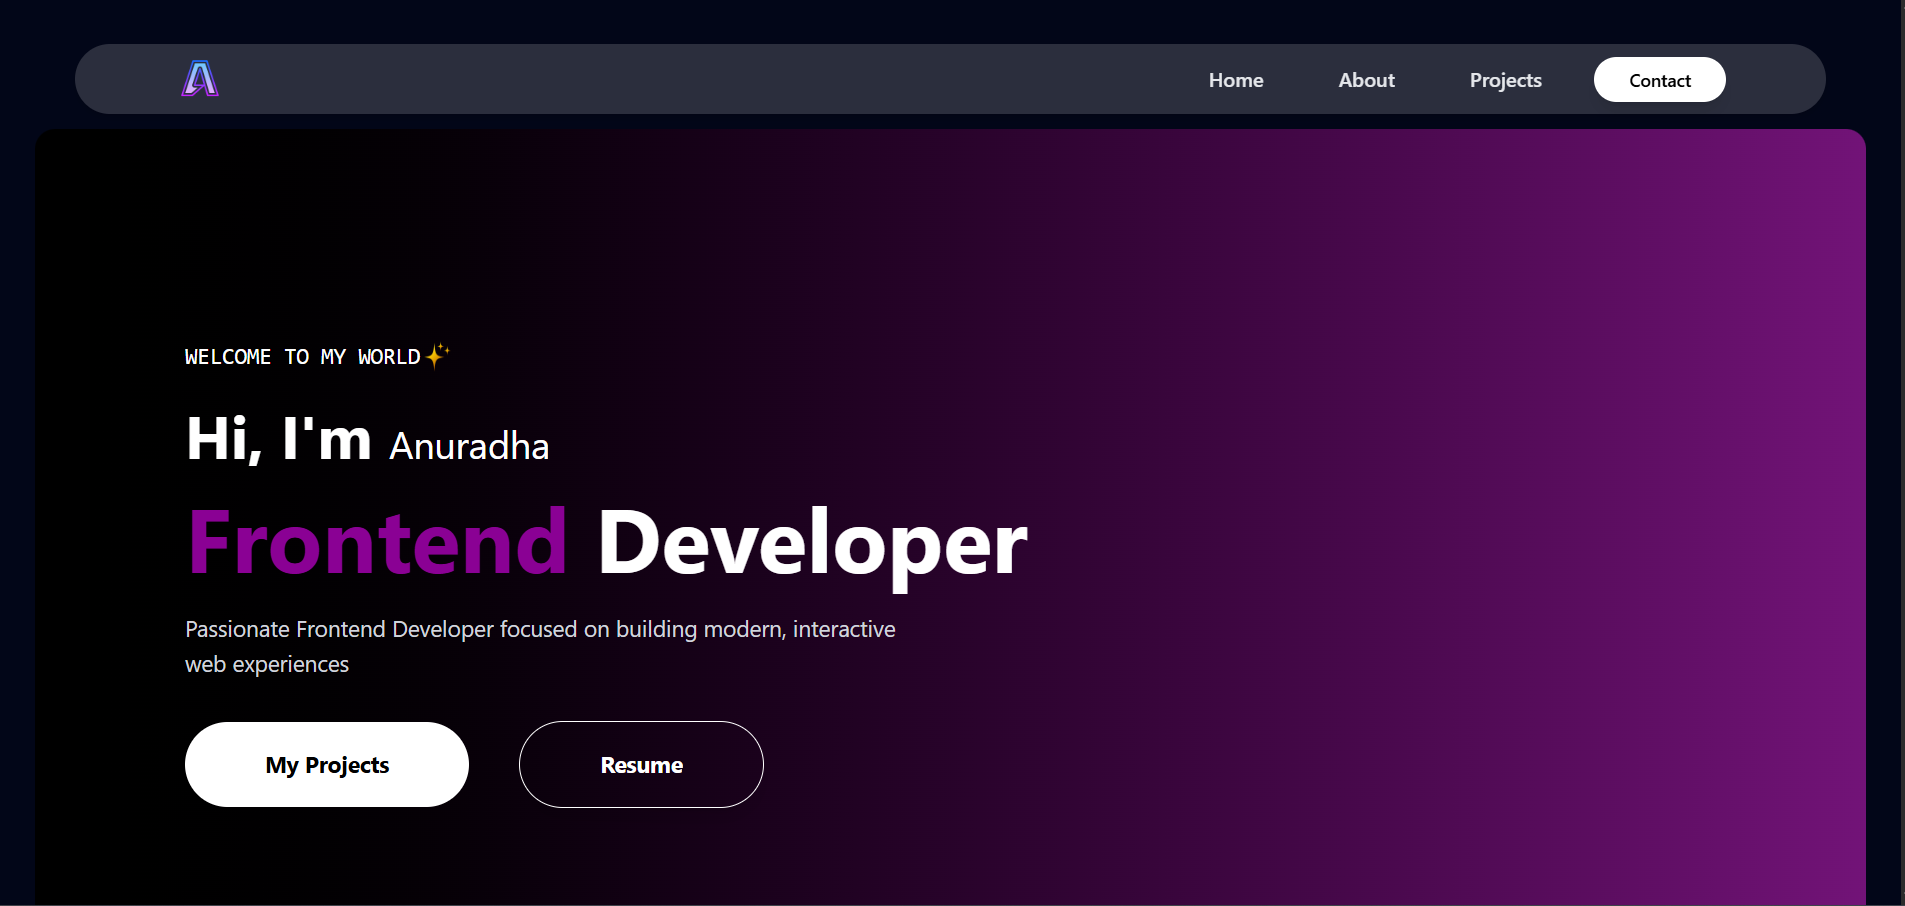 A
Home About Projects Contact
WELCOME TO MY WORLD✨
Hi, I'm Anuradha
Frontend Developer
Passionate Frontend Developer focused on building modern, interactive
web experiences
My Projects Resume